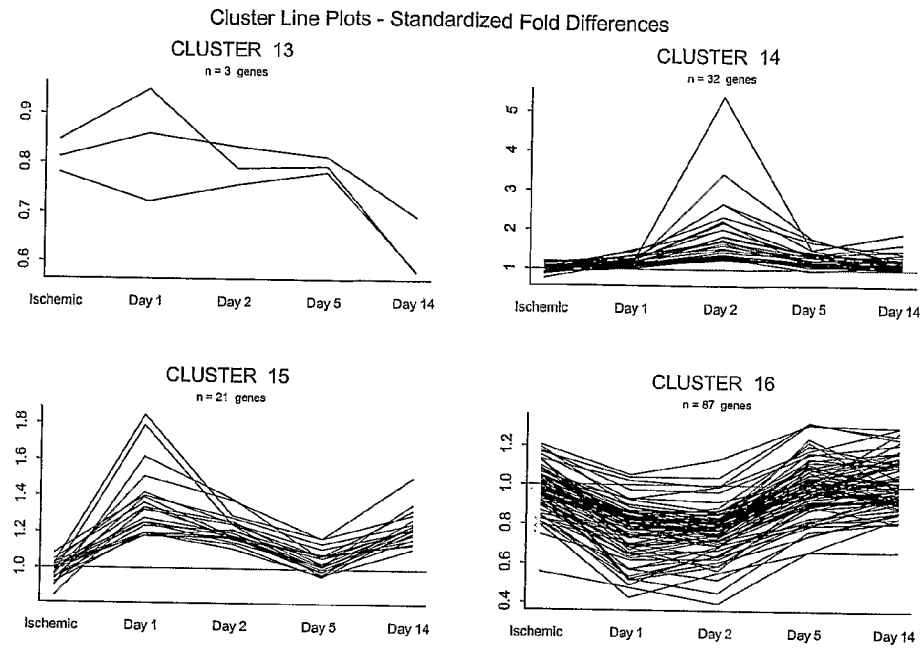 Cluster Line Plots - Standardized Fold Differences
CLUSTER 13
n = 3 genes
0.9
0.8
0.7
0.6
Ischemic Day 1 Day 2 Day 5 Day 14
CLUSTER 14
n = 32 genes
5
4
3
2
1
Ischemic Day 1 Day 2 Day 5 Day 14
CLUSTER 15
n = 21 genes
1.8
1.6
1.4
1.2
1.0
Ischemic Day 1 Day 2 Day 5 Day 14
CLUSTER 16
n = 87 genes
1.2
1.0
0.8
0.6
0.4
Ischemic Day 1 Day 2 Day 5 Day 14